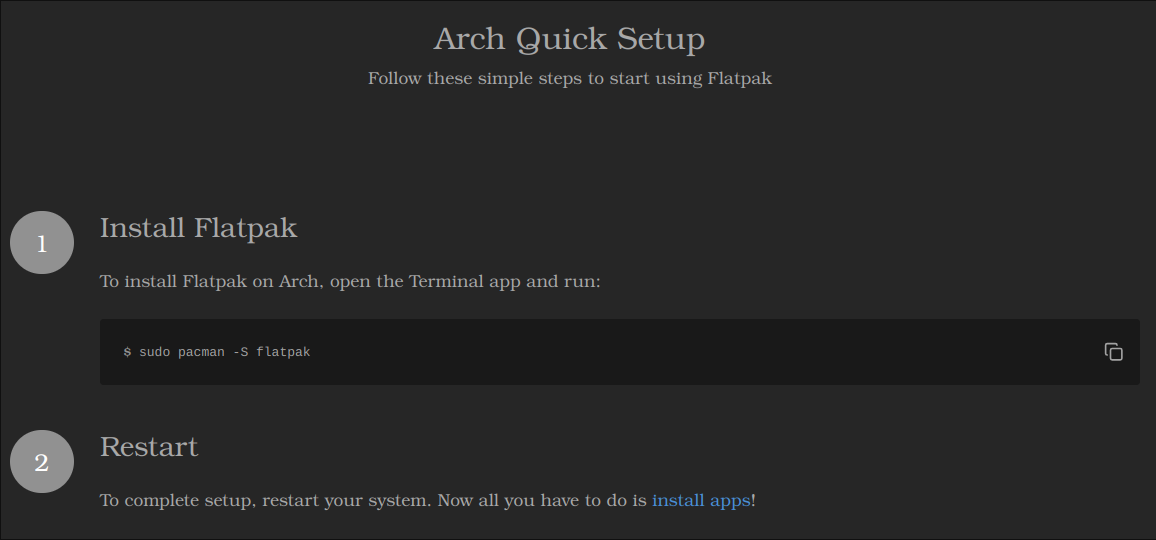 Arch Quick Setup
Follow these simple steps to start using Flatpak
1
Install Flatpak
To install Flatpak on Arch, open the Terminal app and run:
$ sudo pacman -S flatpak
2
Restart
To complete setup, restart your system. Now all you have to do is install apps!